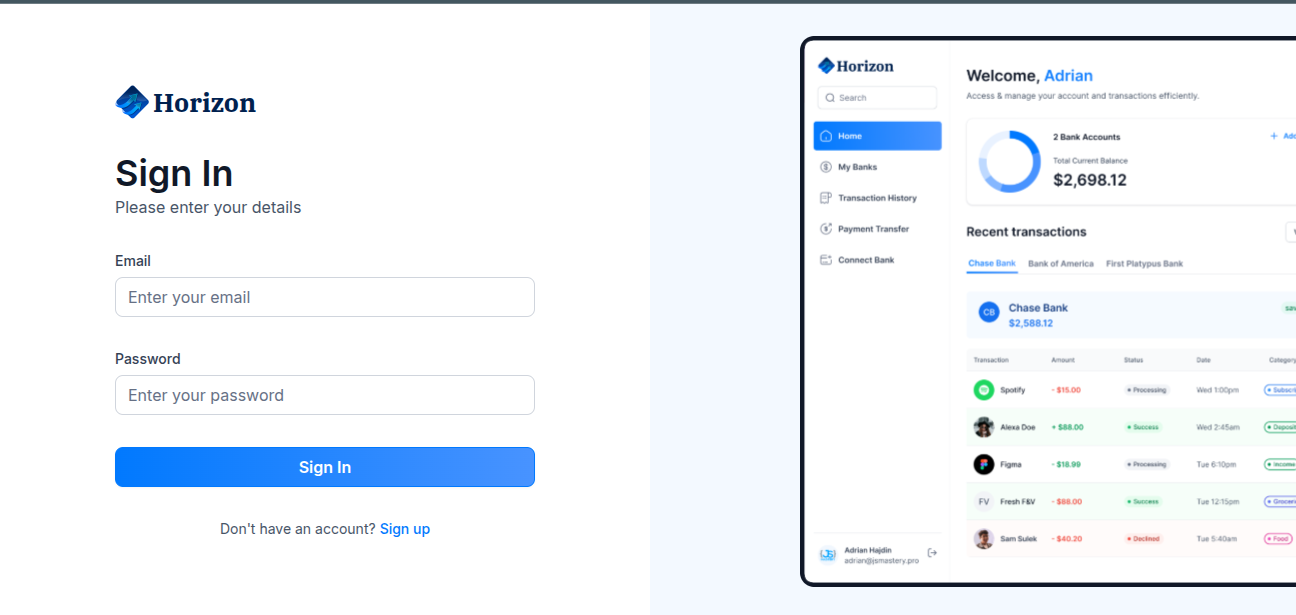 Horizon
Sign In
Please enter your details
Email
Enter your email
Password
Enter your password
Sign In
Don't have an account? Sign up
Horizon
Search
Home
My Banks
Transaction History
Payment Transfer
Connect Bank
Adrian Hajdin
adrian@jsmastery.pro
Welcome, Adrian
Access & manage your account and transactions efficiently.
2 Bank Accounts
+ Add
Total Current Balance
$2,698.12
Recent transactions
Chase Bank Bank of America First Platypus Bank
CB Chase Bank
$2,588.12
Transaction Amount Status Date Category
Spotify - $15.00 Processing Wed 1:00pm Subscri
Alexa Doe + $88.00 Success Wed 2:45am Deposit
Figma - $18.99 Processing Tue 6:10pm Income
FV Fresh F&V - $88.00 Success Tue 12:15pm Grocer
Sam Sulek - $40.20 Declined Tue 5:40am Food